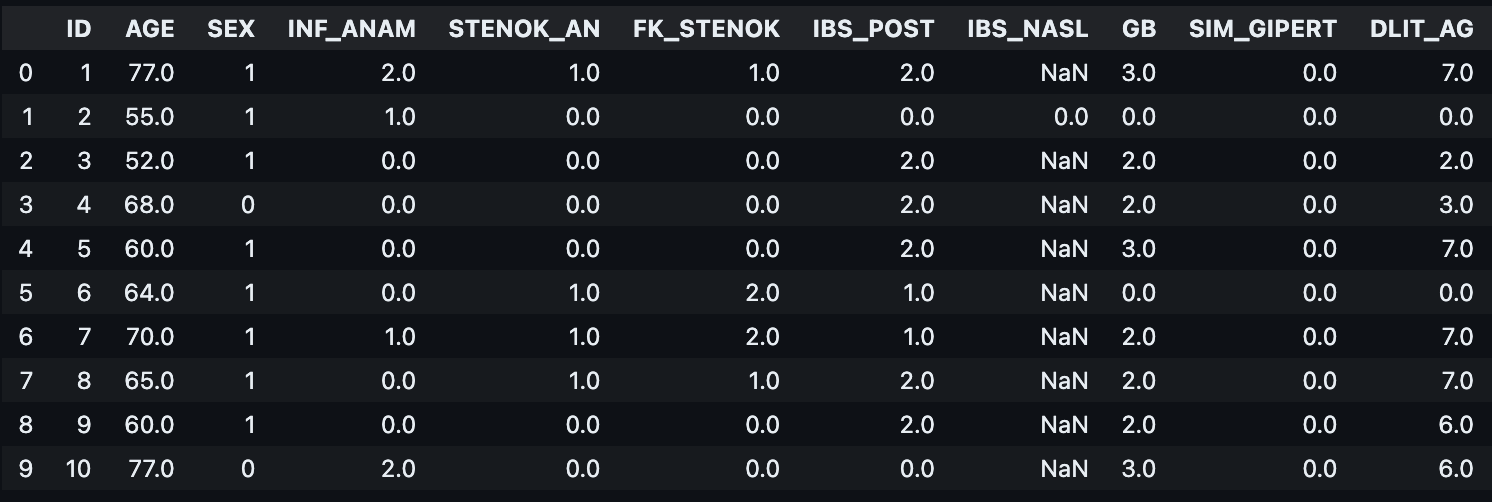 ID AGE SEX INF_ANAM STENOK_AN FK_STENOK IBS_POST IBS_NASL GB SIM_GIPERT DLIT_AG
0 1 77.0 1 2.0 1.0 1.0 2.0 NaN 3.0 0.0 7.0
1 2 55.0 1 1.0 0.0 0.0 0.0 0.0 0.0 0.0 0.0
2 3 52.0 1 0.0 0.0 0.0 2.0 NaN 2.0 0.0 2.0
3 4 68.0 0 0.0 0.0 0.0 2.0 NaN 2.0 0.0 3.0
4 5 60.0 1 0.0 0.0 0.0 2.0 NaN 3.0 0.0 7.0
5 6 64.0 1 0.0 1.0 2.0 1.0 NaN 0.0 0.0 0.0
6 7 70.0 1 1.0 1.0 2.0 1.0 NaN 2.0 0.0 7.0
7 8 65.0 1 0.0 1.0 1.0 2.0 NaN 2.0 0.0 7.0
8 9 60.0 1 0.0 0.0 0.0 2.0 NaN 2.0 0.0 6.0
9 10 77.0 0 2.0 0.0 0.0 0.0 NaN 3.0 0.0 6.0